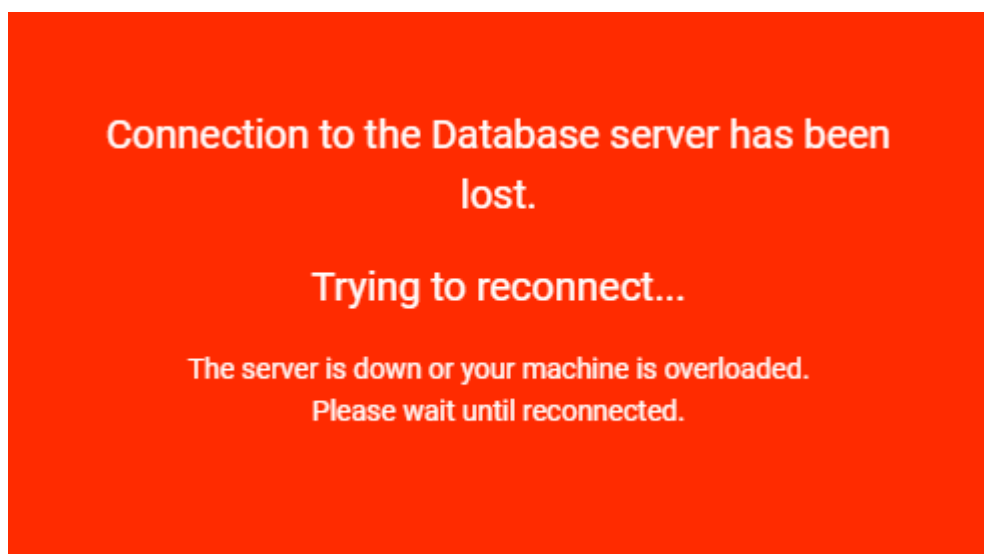 Connection to the Database server has been
lost.
Trying to reconnect...
The server is down or your machine is overloaded.
Please wait until reconnected.